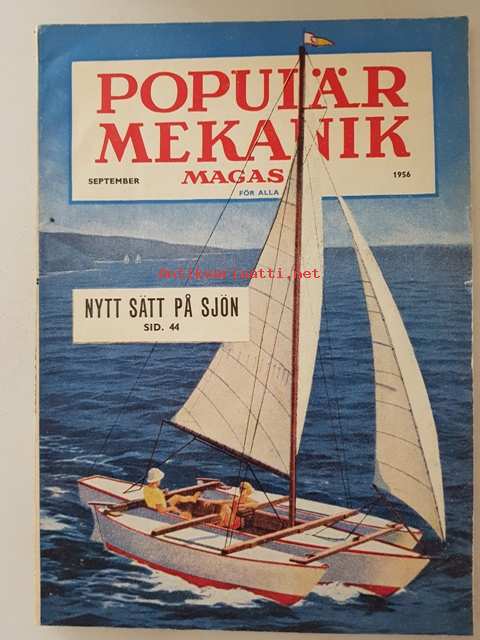 POPULÄR
MEKANIK
SEPTEMBER
MAGAS
1956
FÖR ALLA
Antikvariaatti.net
NYTT SÄTT PÅ SJÖN
SID. 44